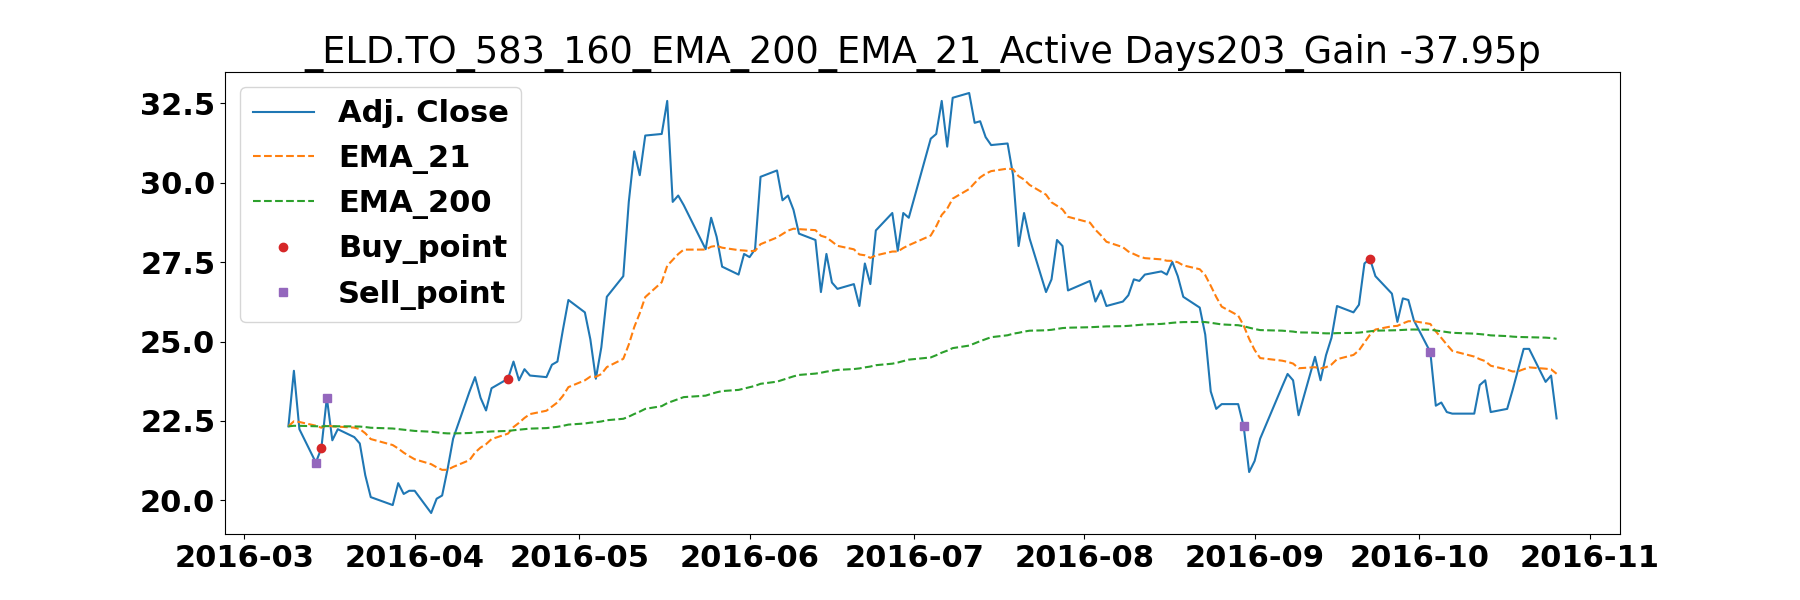 _ELD.TO_583_160_EMA_200_EMA_21_Active Days203_Gain -37.95p
32.5
30.0
27.5
25.0
22.5
20.0
Adj. Close
EMA_21
EMA_200
Buy_point
Sell_point
2016-03 2016-04 2016-05 2016-06 2016-07 2016-08 2016-09 2016-10 2016-11